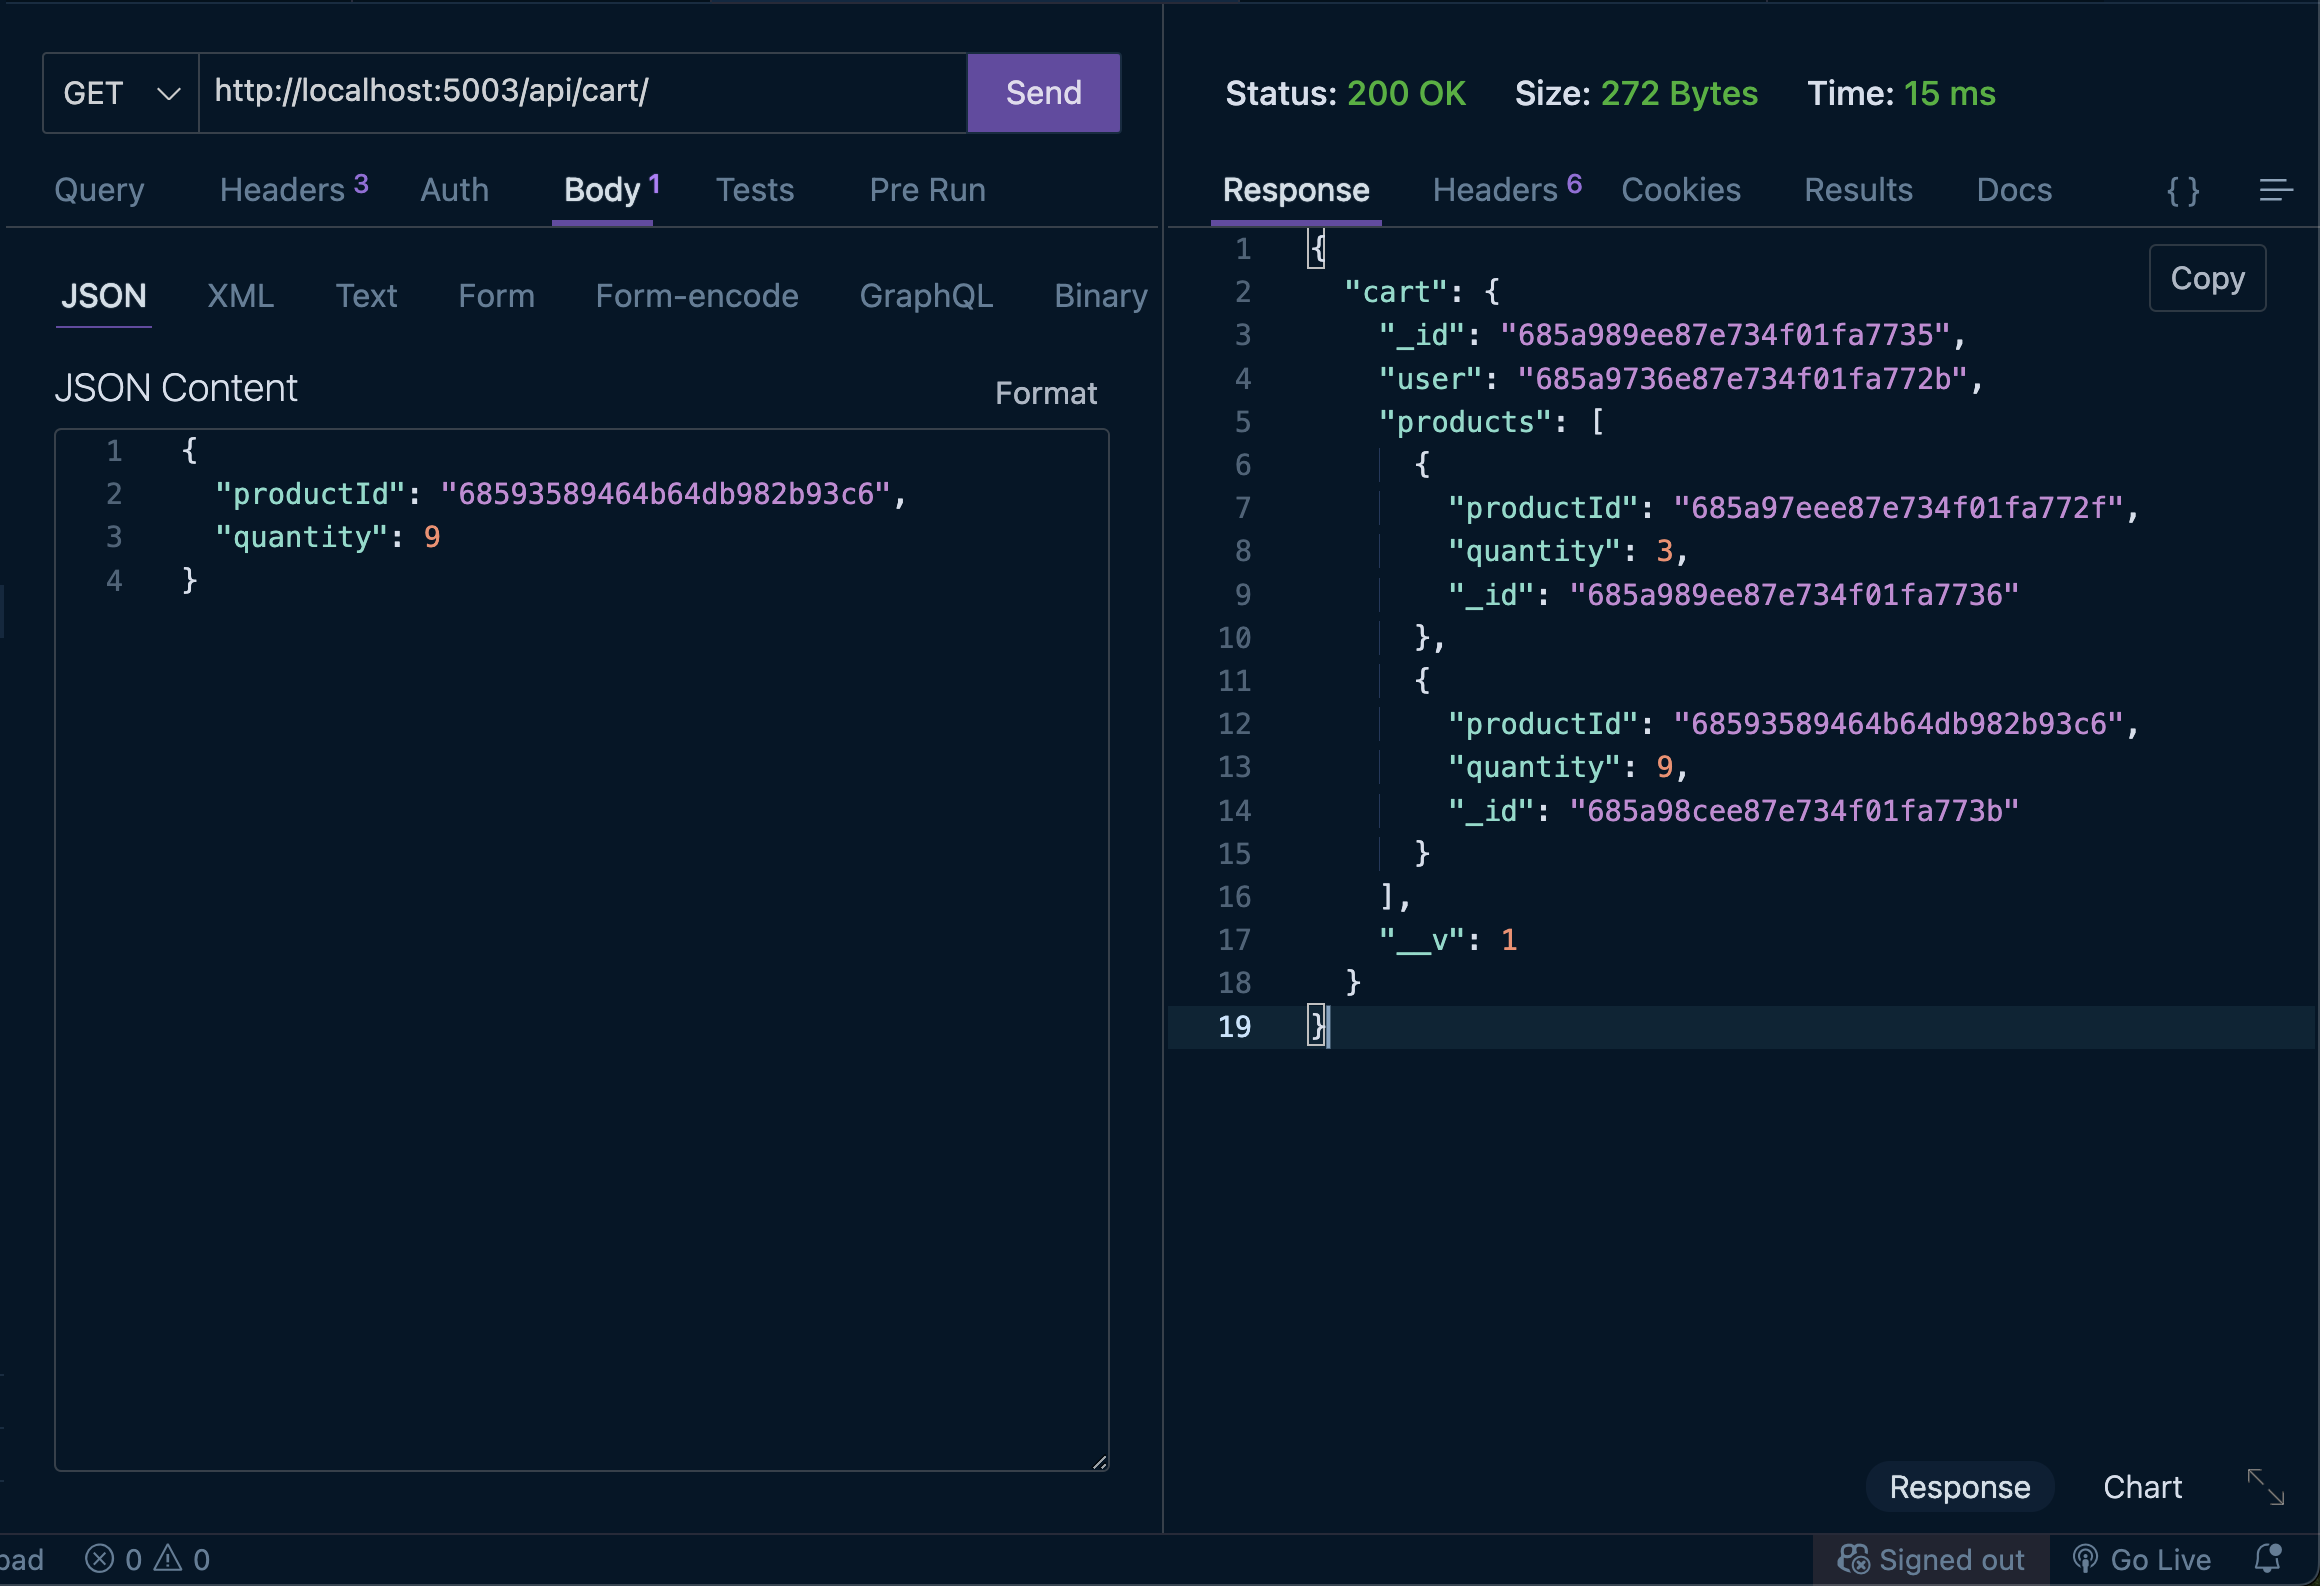 GET http://localhost:5003/api/cart/ Send
Query Headers 3 Auth Body 1 Tests Pre Run
JSON XML Text Form Form-encode GraphQL Binary
JSON Content Format
1 {
2 "productId": "68593589464b64db982b93c6",
3 "quantity": 9
4 }
Status: 200 OK Size: 272 Bytes Time: 15 ms
Response Headers 6 Cookies Results Docs { }
Copy
1 {
2 "cart": {
3 "_id": "685a989ee87e734f01fa7735",
4 "user": "685a9736e87e734f01fa772b",
5 "products": [
6 {
7 "productId": "685a97eee87e734f01fa772f",
8 "quantity": 3,
9 "_id": "685a989ee87e734f01fa7736"
10 },
11 {
12 "productId": "68593589464b64db982b93c6",
13 "quantity": 9,
14 "_id": "685a98cee87e734f01fa773b"
15 }
16 ],
17 "__v": 1
18 }
19 }
Response Chart
0 0 Signed out Go Live